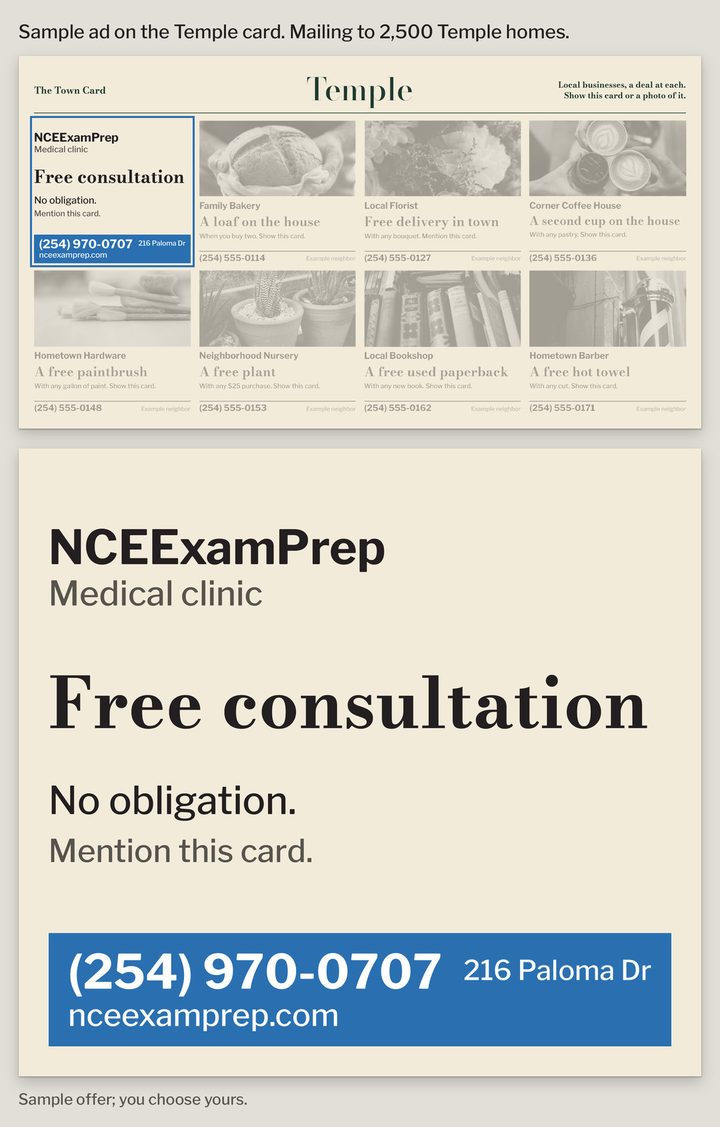 Sample ad on the Temple card. Mailing to 2,500 Temple homes.
The Town Card
Temple
Local businesses, a deal at each.
Show this card or a photo of it.
NCEExamPrep
Medical clinic
Free consultation
No obligation.
Mention this card.
(254) 970-0707 216 Paloma Dr
nceexamprep.com
Family Bakery
A loaf on the house
When you buy two. Show this card.
(254) 555-0114 Example neighbor
Local Florist
Free delivery in town
With any bouquet. Mention this card.
(254) 555-0127 Example neighbor
Corner Coffee House
A second cup on the house
With any pastry. Show this card.
(254) 555-0136 Example neighbor
Hometown Hardware
A free paintbrush
With any gallon of paint. Show this card.
(254) 555-0148 Example neighbor
Neighborhood Nursery
A free plant
With any $25 purchase. Show this card.
(254) 555-0153 Example neighbor
Local Bookshop
A free used paperback
With any new book. Show this card.
(254) 555-0162 Example neighbor
Hometown Barber
A free hot towel
With any cut. Show this card.
(254) 555-0171 Example neighbor
NCEExamPrep
Medical clinic
Free consultation
No obligation.
Mention this card.
(254) 970-0707 216 Paloma Dr
nceexamprep.com
Sample offer; you choose yours.